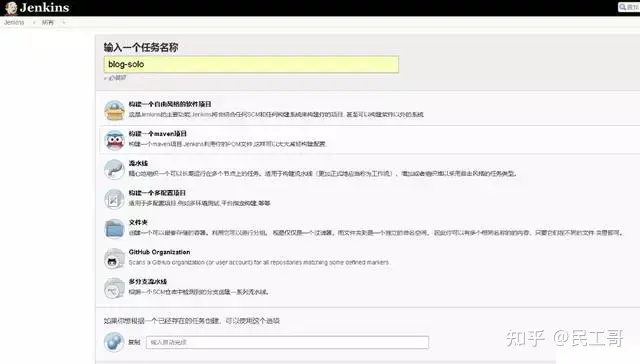 Jenkins
查找
Jenkins 所有
输入一个任务名称
blog-solo
» 必填项
构建一个自由风格的软件项目
这是Jenkins的主要功能.Jenkins将会结合任何SCM和任何构建系统来构建你的项目, 甚至可以构建软件以外的系统.
构建一个maven项目
构建一个maven项目.Jenkins利用你的POM文件,这样可以大大减轻构建配置.
流水线
精心地组织一个可以长期运行在多个节点上的任务。适用于构建流水线（更加正式地应当称为工作流），增加或者组织难以采用自由风格的任务类型。
构建一个多配置项目
适用于多配置项目,例如多环境测试,平台指定构建,等等.
文件夹
创建一个可以嵌套存储的容器。利用它可以进行分组。 视图仅仅是一个过滤器，而文件夹则是一个独立的命名空间， 因此你可以有多个相同名称的的内容，只要它们在不同的文件 夹里即可。
GitHub Organization
Scans a GitHub organization (or user account) for all repositories matching some defined markers.
多分支流水线
根据一个SCM仓库中检测到的分支创建一系列流水线。
如果你想根据一个已经存在的任务创建，可以使用这个选项
复制 输入自动完成
知乎 @民工哥